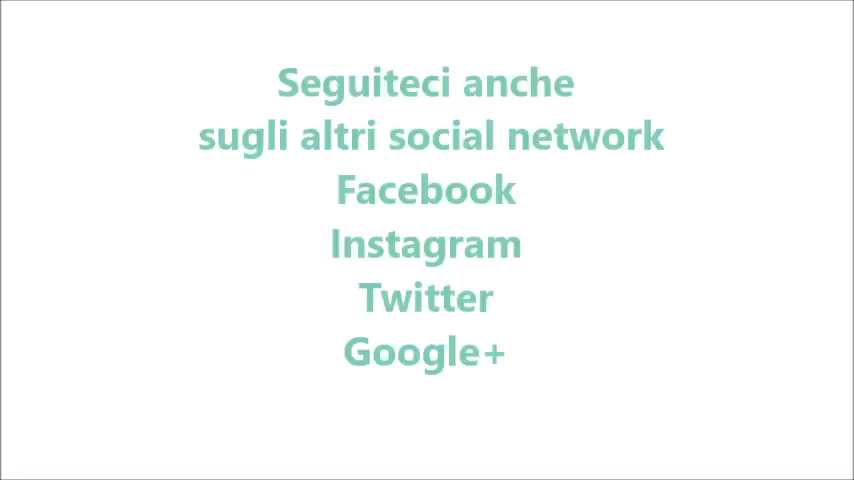 Seguiteci anche
sugli altri social network
Facebook
Instagram
Twitter
Google+